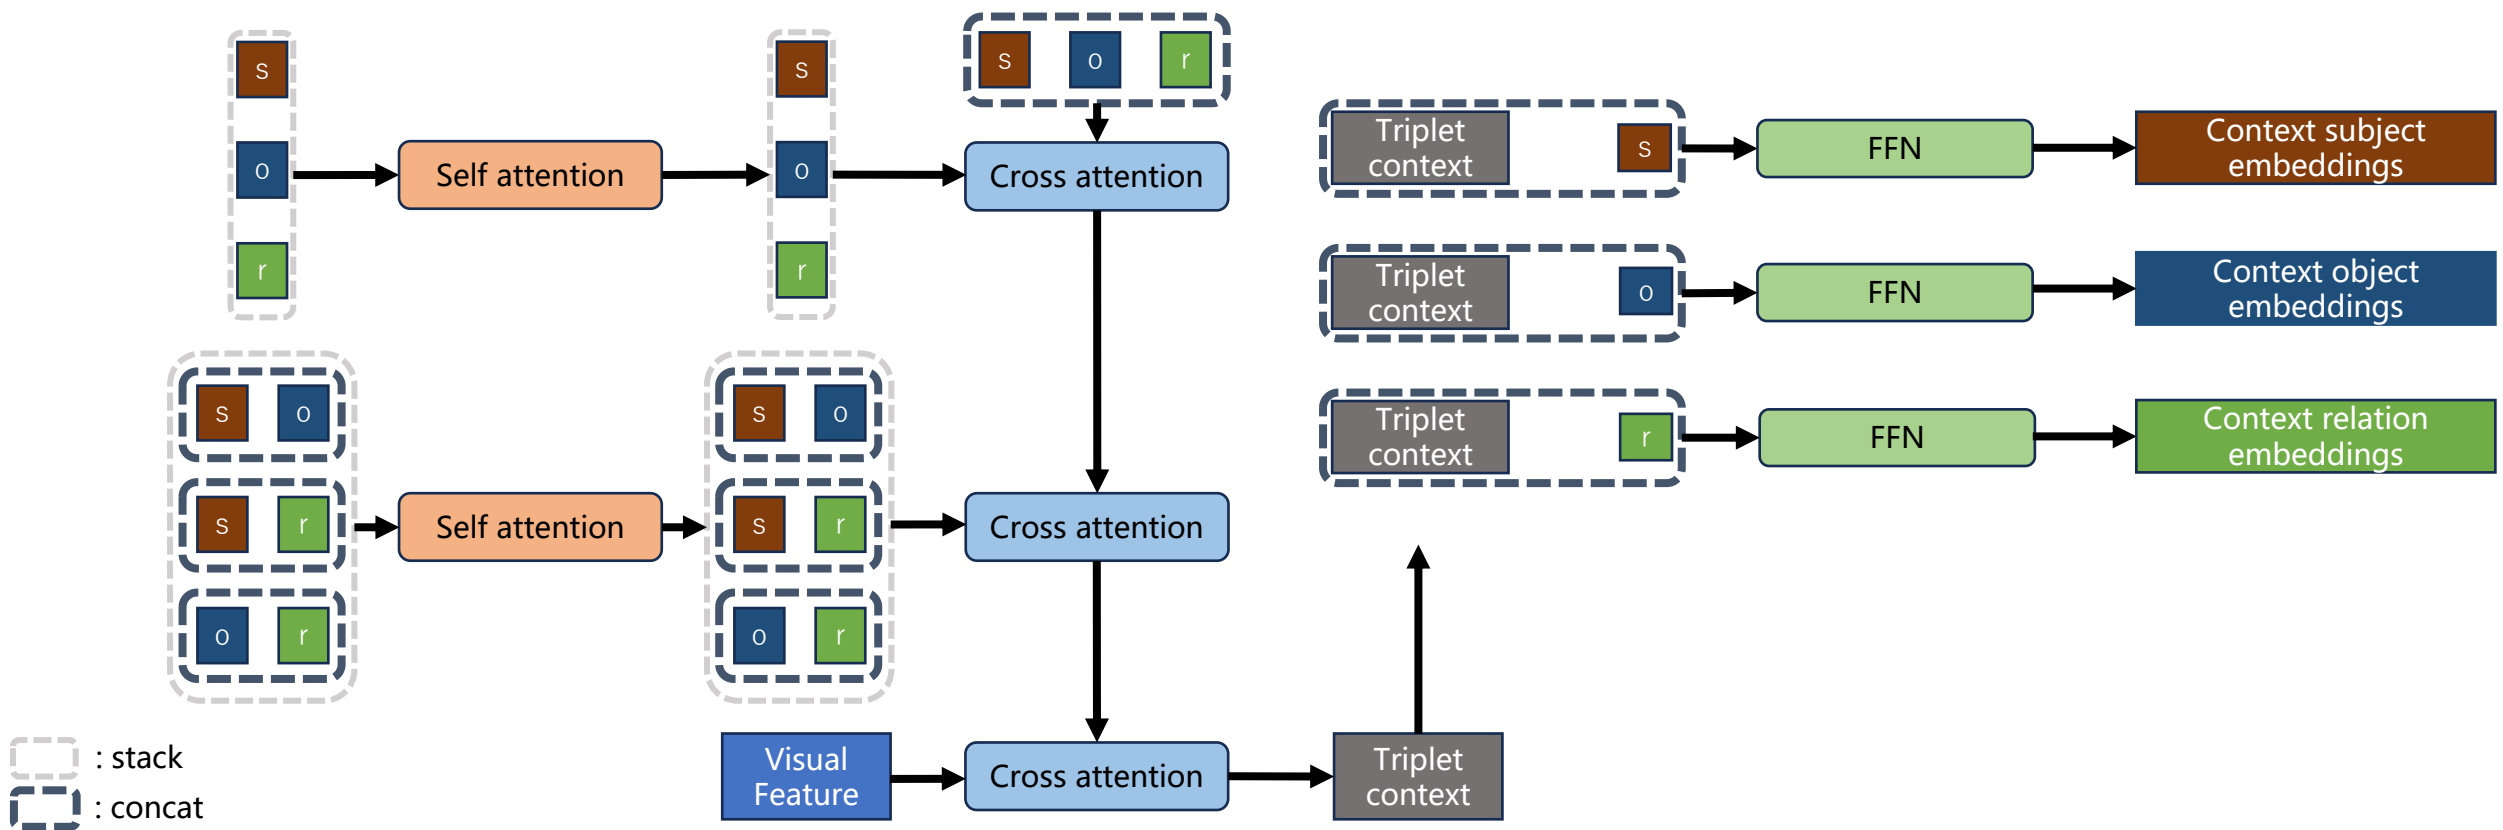 s
o
r
Self attention
s
o
r
s o r
Cross attention
s o
s r
o r
Self attention
s o
s r
o r
Cross attention
Visual
Feature
Cross attention
Triplet
context
Triplet
context
s
FFN
Context subject
embeddings
Triplet
context
o
FFN
Context object
embeddings
Triplet
context
r
FFN
Context relation
embeddings
: stack
: concat